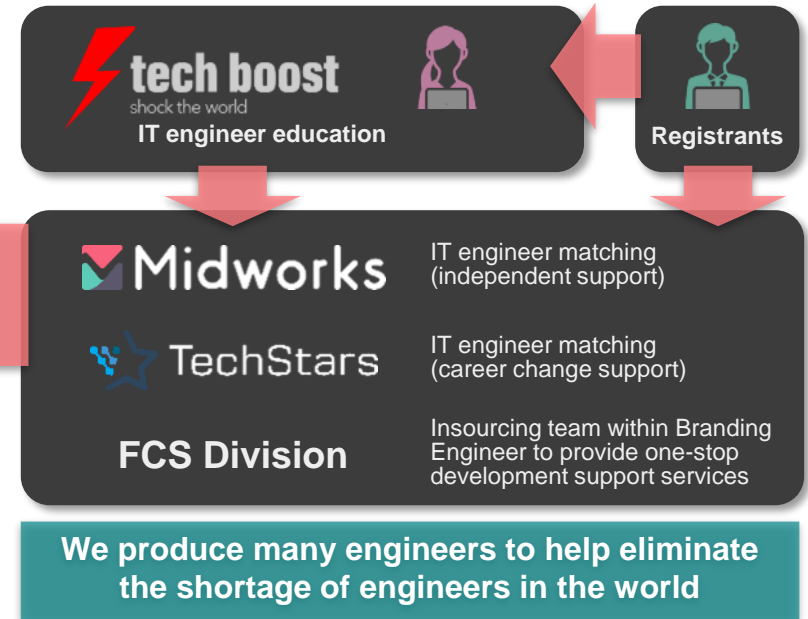 tech boost
shock the world
IT engineer education
Registrants
Midworks
IT engineer matching
(independent support)
TechStars
IT engineer matching
(career change support)
FCS Division
Insourcing team within Branding
Engineer to provide one-stop
development support services
We produce many engineers to help eliminate
the shortage of engineers in the world